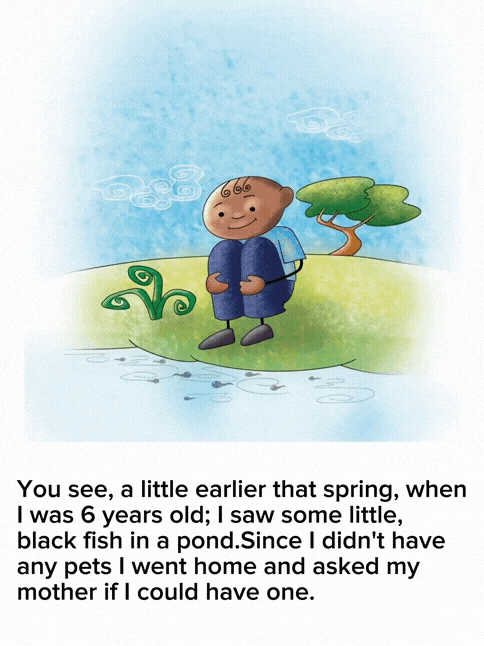 You see, a little earlier that spring, when
I was 6 years old; I saw some little,
black fish in a pond.Since I didn't have
any pets I went home and asked my
mother if I could have one.